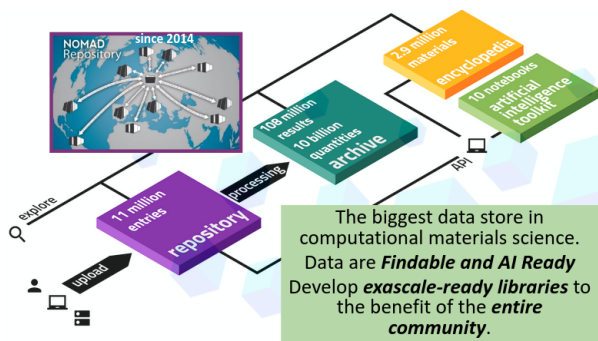 NOMAD
Repository
since 2014
2.9 million
materials
encyclopedia
10 notebooks
artificial
intelligence
toolkit
108 million
results
10 billion
quantities
archive
API
processing
explore
11 million
entries
repository
upload
The biggest data store in
computational materials science.
Data are Findable and AI Ready
Develop exascale-ready libraries to
the benefit of the entire
community.